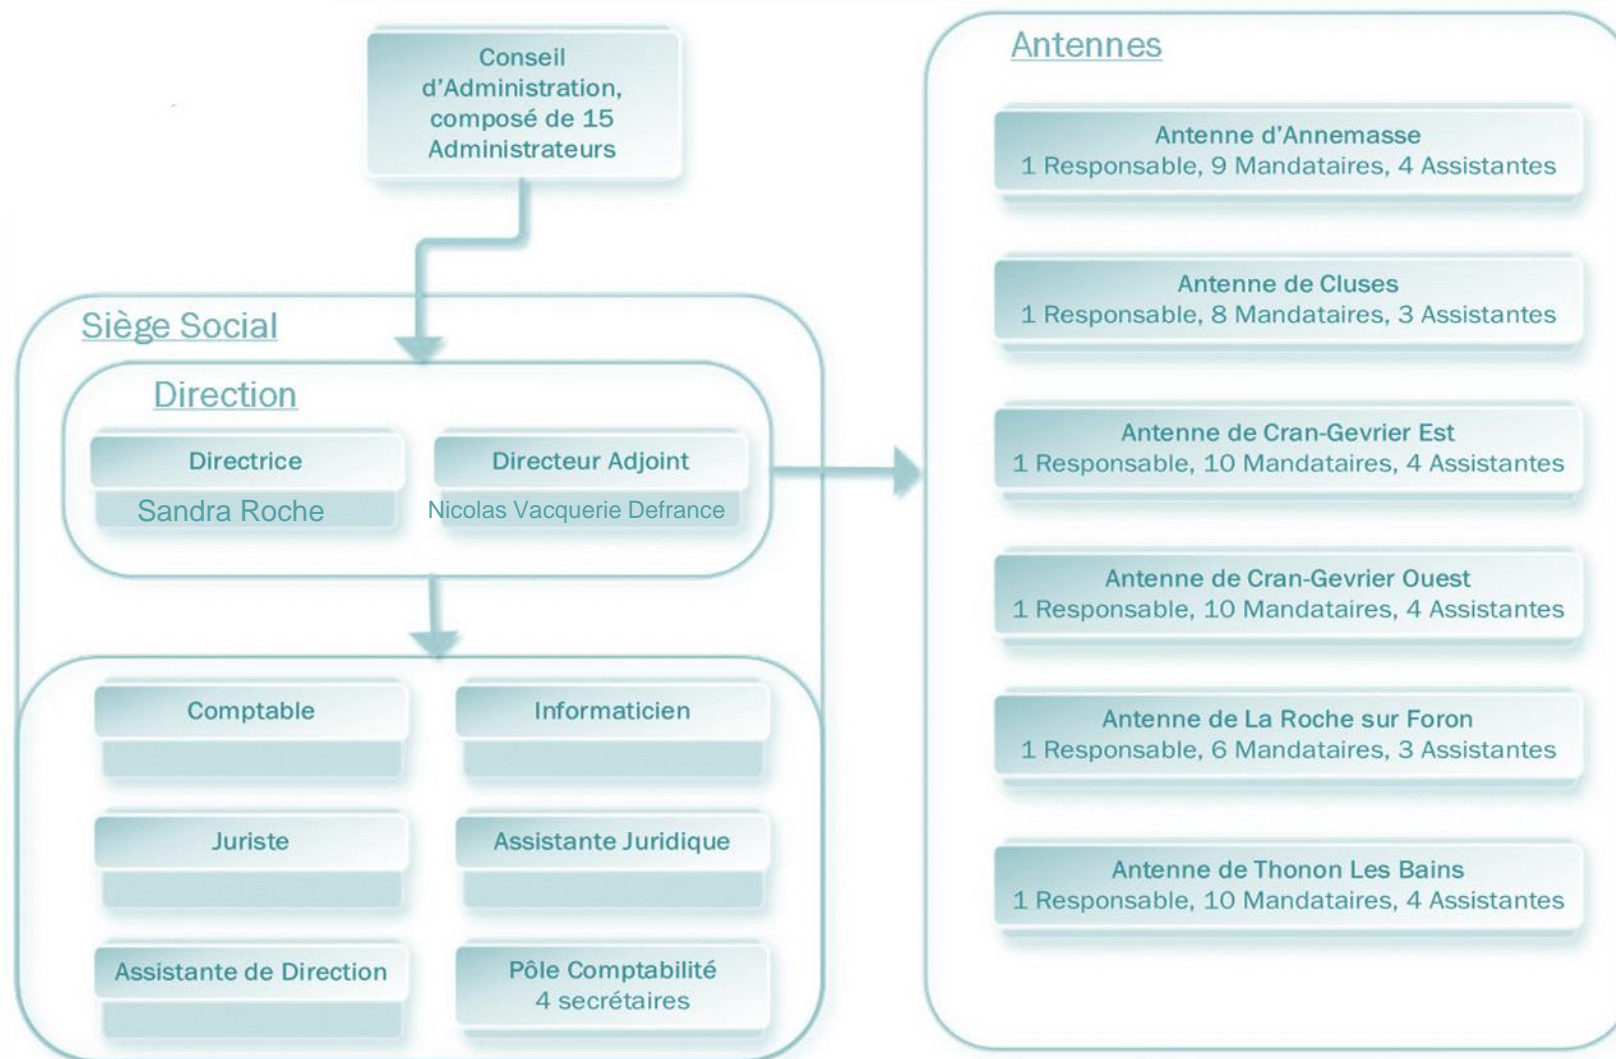 Conseil
d'Administration,
composé de 15
Administrateurs
Siège Social
Direction
Directrice
Sandra Roche
Directeur Adjoint
Nicolas Vacquerie Defrance
Comptable
Informaticien
Juriste
Assistante Juridique
Assistante de Direction
Pôle Comptabilité
4 secrétaires
Antennes
Antenne d'Annemasse
1 Responsable, 9 Mandataires, 4 Assistantes
Antenne de Cluses
1 Responsable, 8 Mandataires, 3 Assistantes
Antenne de Cran-Gevrier Est
1 Responsable, 10 Mandataires, 4 Assistantes
Antenne de Cran-Gevrier Ouest
1 Responsable, 10 Mandataires, 4 Assistantes
Antenne de La Roche sur Foron
1 Responsable, 6 Mandataires, 3 Assistantes
Antenne de Thonon Les Bains
1 Responsable, 10 Mandataires, 4 Assistantes